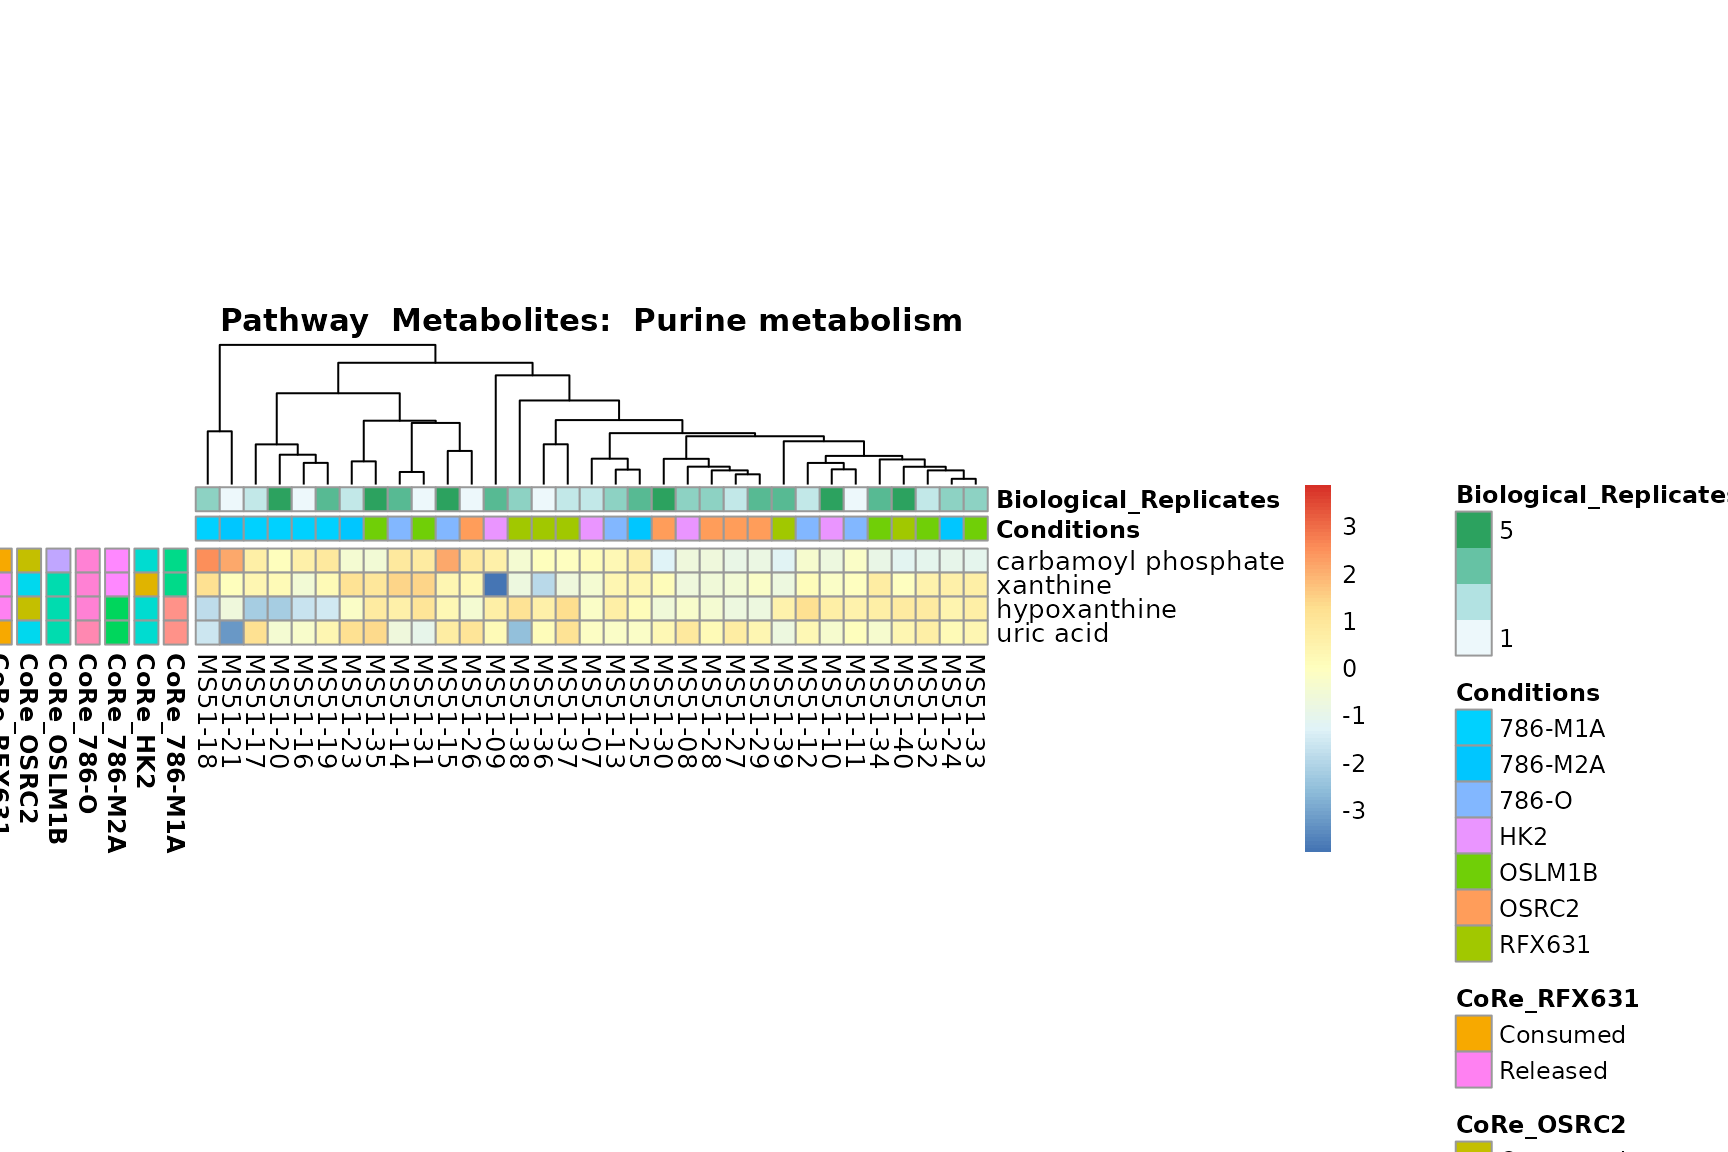 Pathway  Metabolites:  Purine metabolism
Biological_Replicates
Conditions
carbamoyl phosphate
xanthine
hypoxanthine
uric acid
CoRe_RFX631
CoRe_OSRC2
CoRe_OSLM1B
CoRe_786-O
CoRe_786-M2A
CoRe_HK2
CoRe_786-M1A
MS51-18
MS51-21
MS51-17
MS51-20
MS51-16
MS51-19
MS51-23
MS51-35
MS51-14
MS51-31
MS51-15
MS51-26
MS51-09
MS51-38
MS51-36
MS51-37
MS51-07
MS51-13
MS51-25
MS51-30
MS51-08
MS51-28
MS51-27
MS51-29
MS51-39
MS51-12
MS51-10
MS51-11
MS51-34
MS51-40
MS51-32
MS51-24
MS51-33
3
2
1
0
-1
-2
-3
Biological_Replicates
5
1
Conditions
786-M1A
786-M2A
786-O
HK2
OSLM1B
OSRC2
RFX631
CoRe_RFX631
Consumed
Released
CoRe_OSRC2